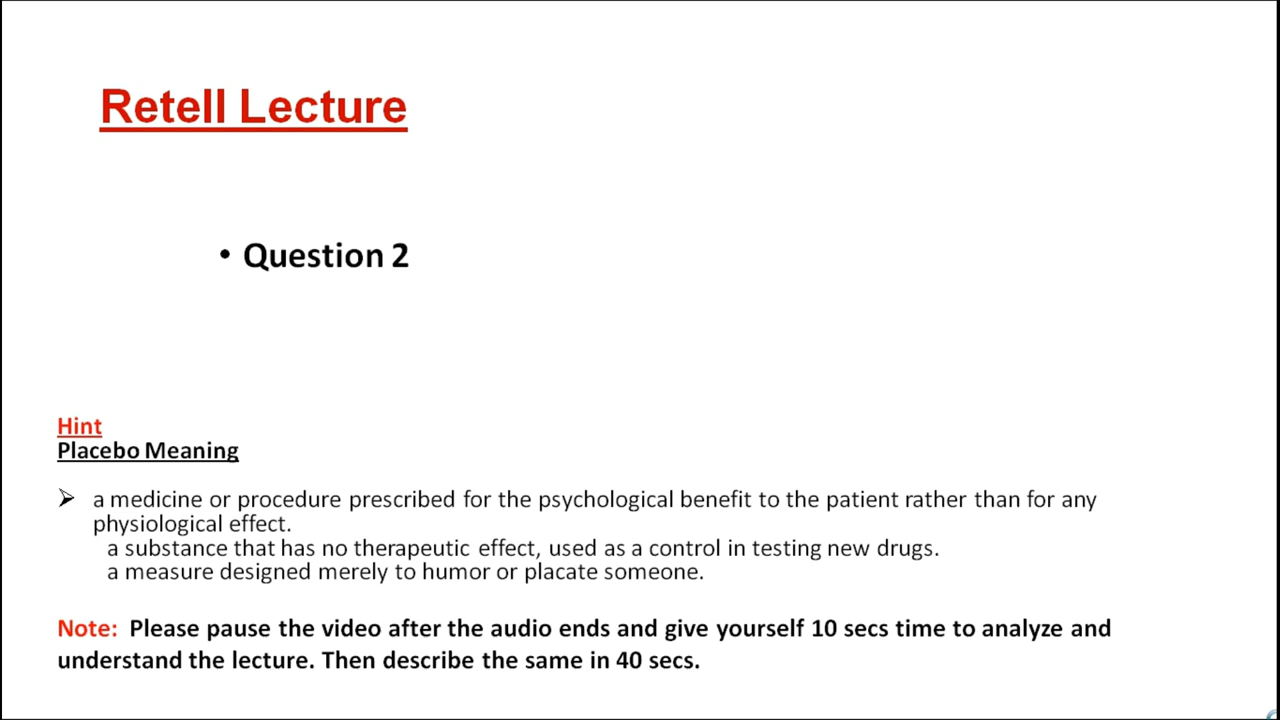 Retell Lecture
• Question 2
Hint
Placebo Meaning
➢ a medicine or procedure prescribed for the psychological benefit to the patient rather than for any
physiological effect.
a substance that has no therapeutic effect, used as a control in testing new drugs.
a measure designed merely to humor or placate someone.
Note: Please pause the video after the audio ends and give yourself 10 secs time to analyze and
understand the lecture. Then describe the same in 40 secs.